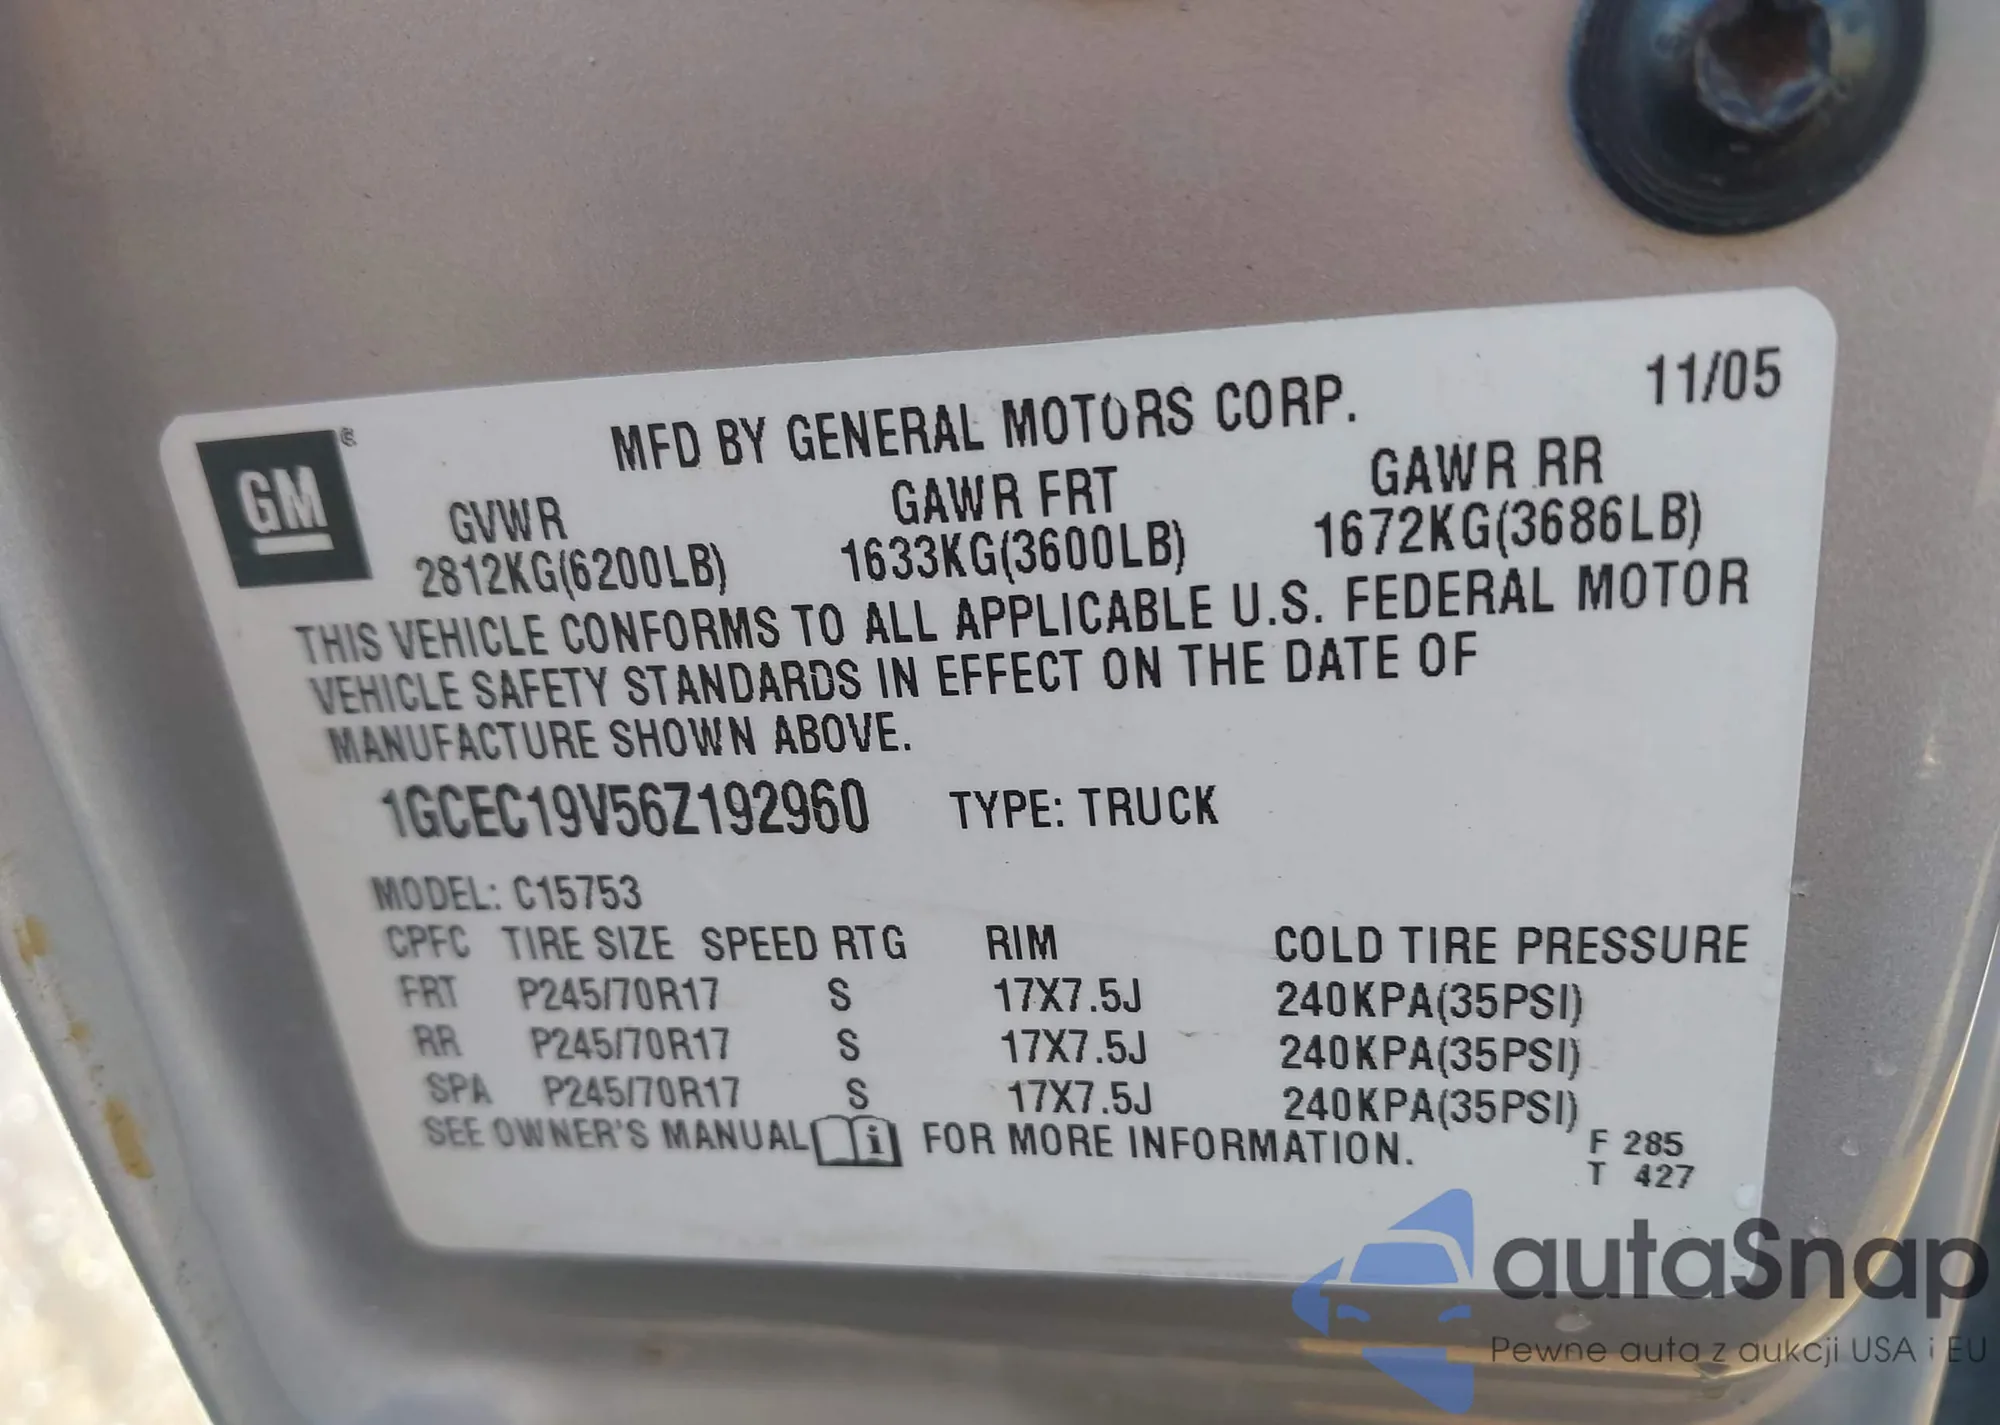 11/05
MFD BY GENERAL MOTORS CORP.
GM®
GVWR GAWR FRT GAWR RR
2812KG(6200LB) 1633KG(3600LB) 1672KG(3686LB)
THIS VEHICLE CONFORMS TO ALL APPLICABLE U.S. FEDERAL MOTOR
VEHICLE SAFETY STANDARDS IN EFFECT ON THE DATE OF
MANUFACTURE SHOWN ABOVE.
1GCEC19V56Z192960 TYPE: TRUCK
MODEL: C15753
CPFC TIRE SIZE SPEED RTG RIM COLD TIRE PRESSURE
FRT P245/70R17 S 17X7.5J 240KPA(35PSI)
RR P245/70R17 S 17X7.5J 240KPA(35PSI)
SPA P245/70R17 S 17X7.5J 240KPA(35PSI)
SEE OWNER'S MANUAL i FOR MORE INFORMATION.
F 285
T 427
autaSnap
Pewne auta z aukcji USA i EU